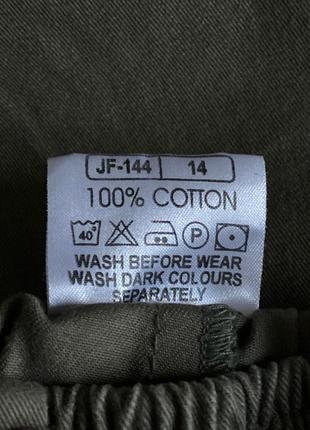 JF-144 14
100% COTTON
40° P
WASH BEFORE WEAR
WASH DARK COLOURS
SEPARATELY